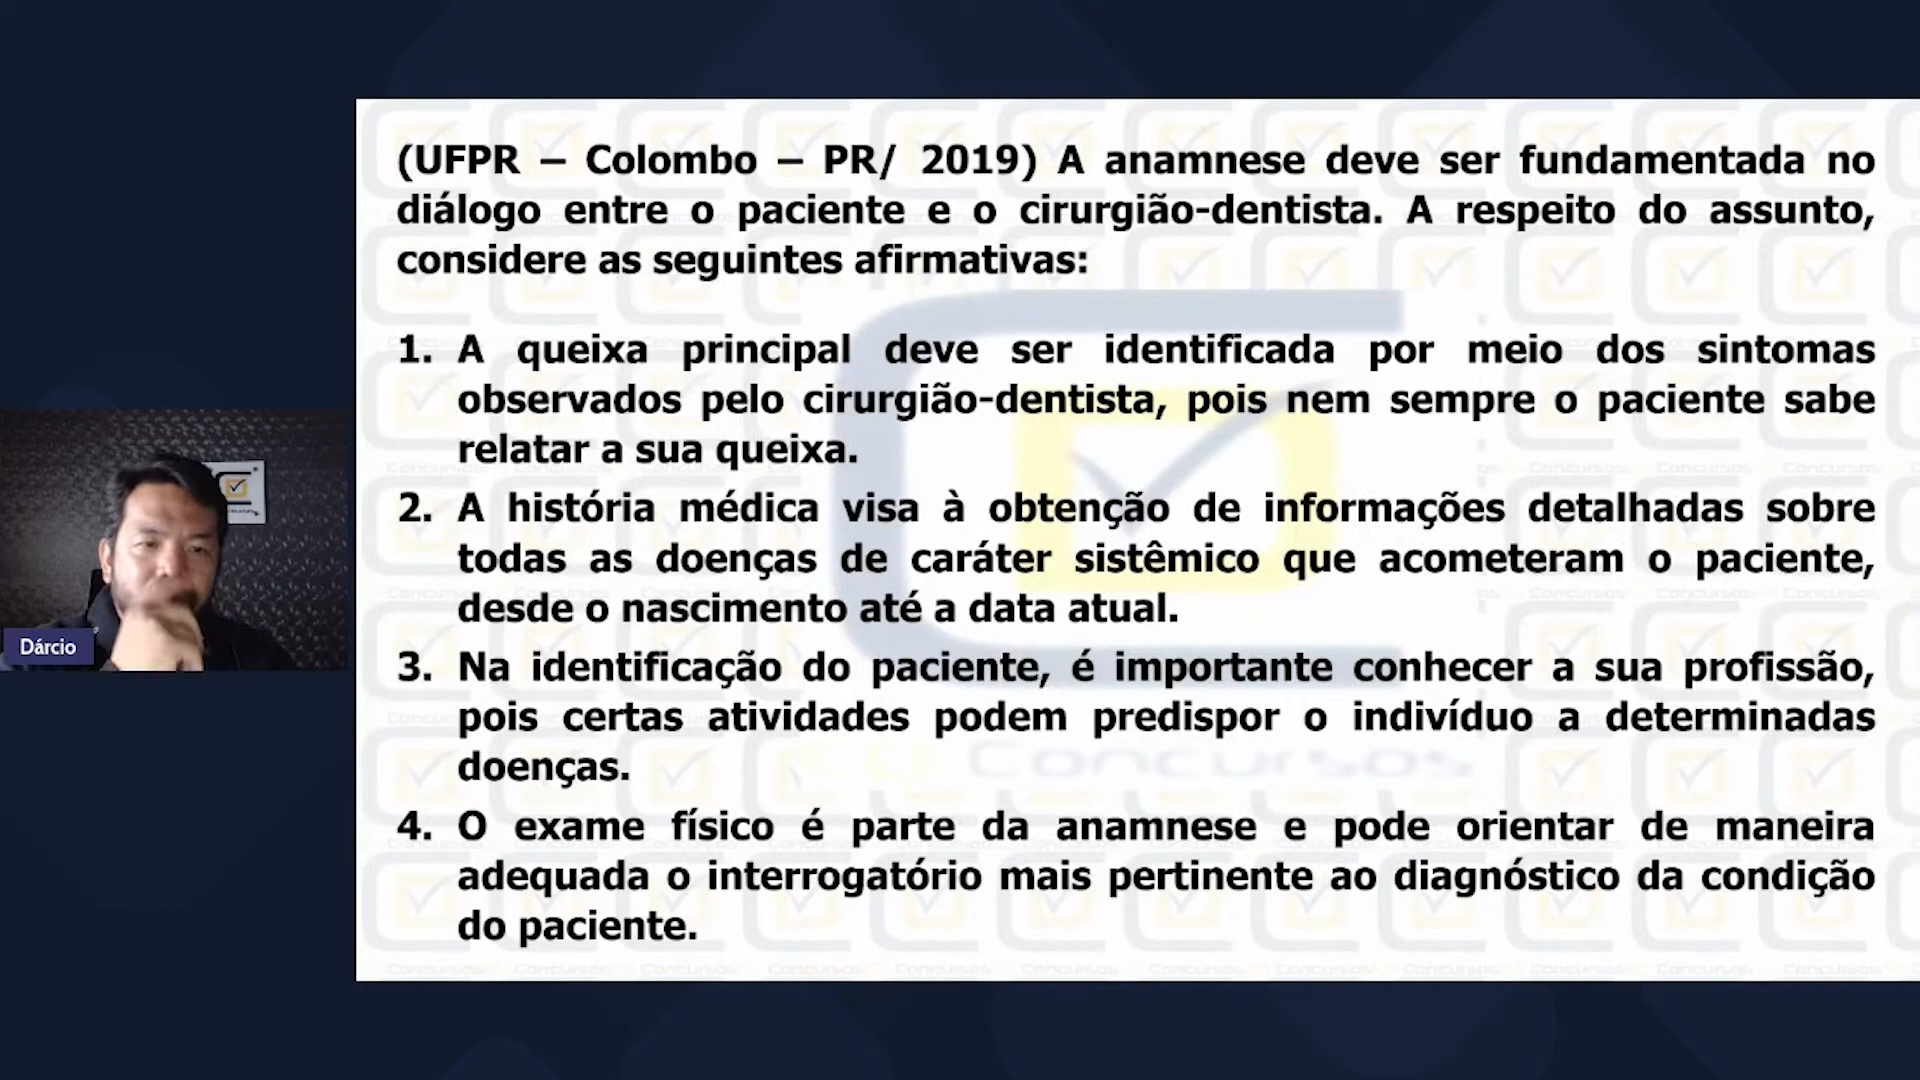 (UFPR – Colombo – PR/ 2019) A anamnese deve ser fundamentada no
diálogo entre o paciente e o cirurgião-dentista. A respeito do assunto,
considere as seguintes afirmativas:
1. A queixa principal deve ser identificada por meio dos sintomas
observados pelo cirurgião-dentista, pois nem sempre o paciente sabe
relatar a sua queixa.
2. A história médica visa à obtenção de informações detalhadas sobre
todas as doenças de caráter sistêmico que acometeram o paciente,
desde o nascimento até a data atual.
3. Na identificação do paciente, é importante conhecer a sua profissão,
pois certas atividades podem predispor o indivíduo a determinadas
doenças.
4. O exame físico é parte da anamnese e pode orientar de maneira
adequada o interrogatório mais pertinente ao diagnóstico da condição
do paciente.
Dárcio
Concursos